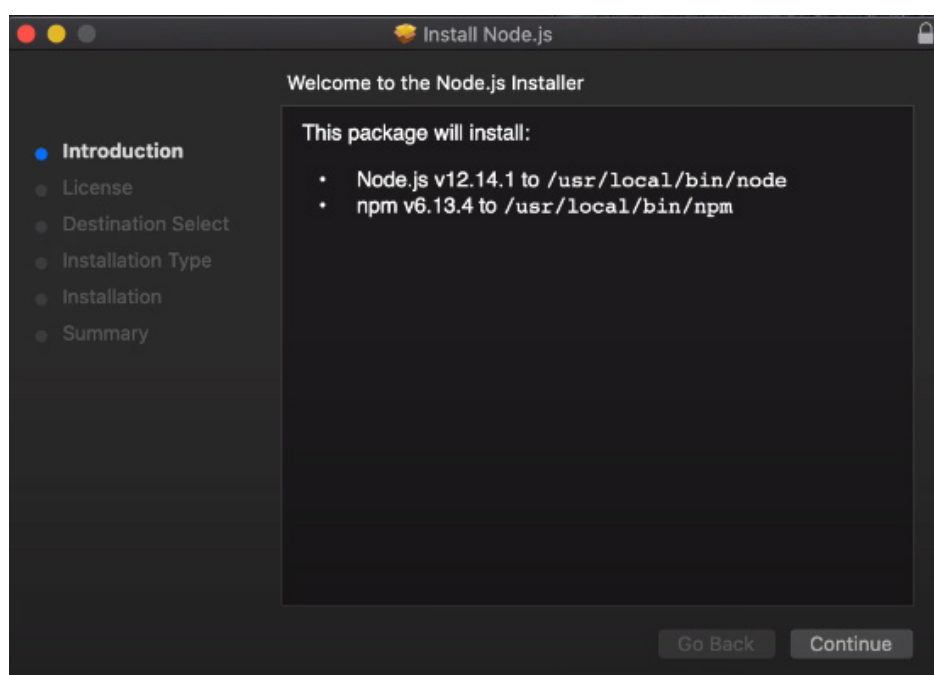 Install Node.js
Welcome to the Node.js Installer
Introduction
License
Destination Select
Installation Type
Installation
Summary
This package will install:
• Node.js v12.14.1 to /usr/local/bin/node
• npm v6.13.4 to /usr/local/bin/npm
Go Back
Continue